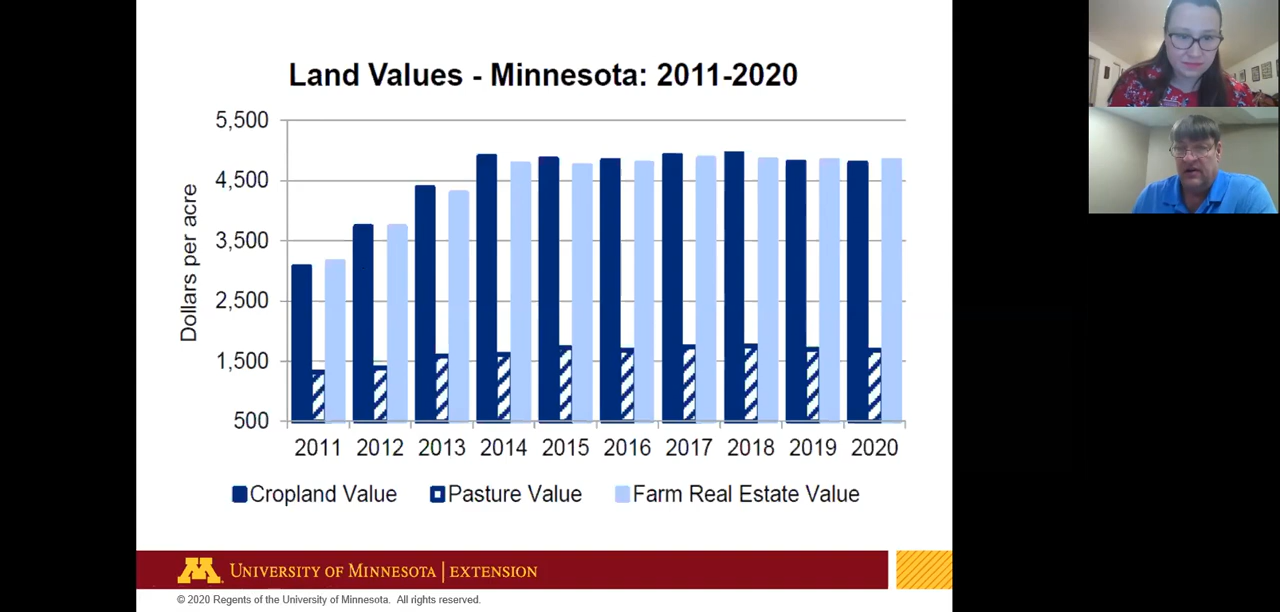 Land Values - Minnesota: 2011-2020
Dollars per acre
5,500
4,500
3,500
2,500
1,500
500
2011 2012 2013 2014 2015 2016 2017 2018 2019 2020
Cropland Value Pasture Value Farm Real Estate Value
M UNIVERSITY OF MINNESOTA | EXTENSION
© 2020 Regents of the University of Minnesota. All rights reserved.